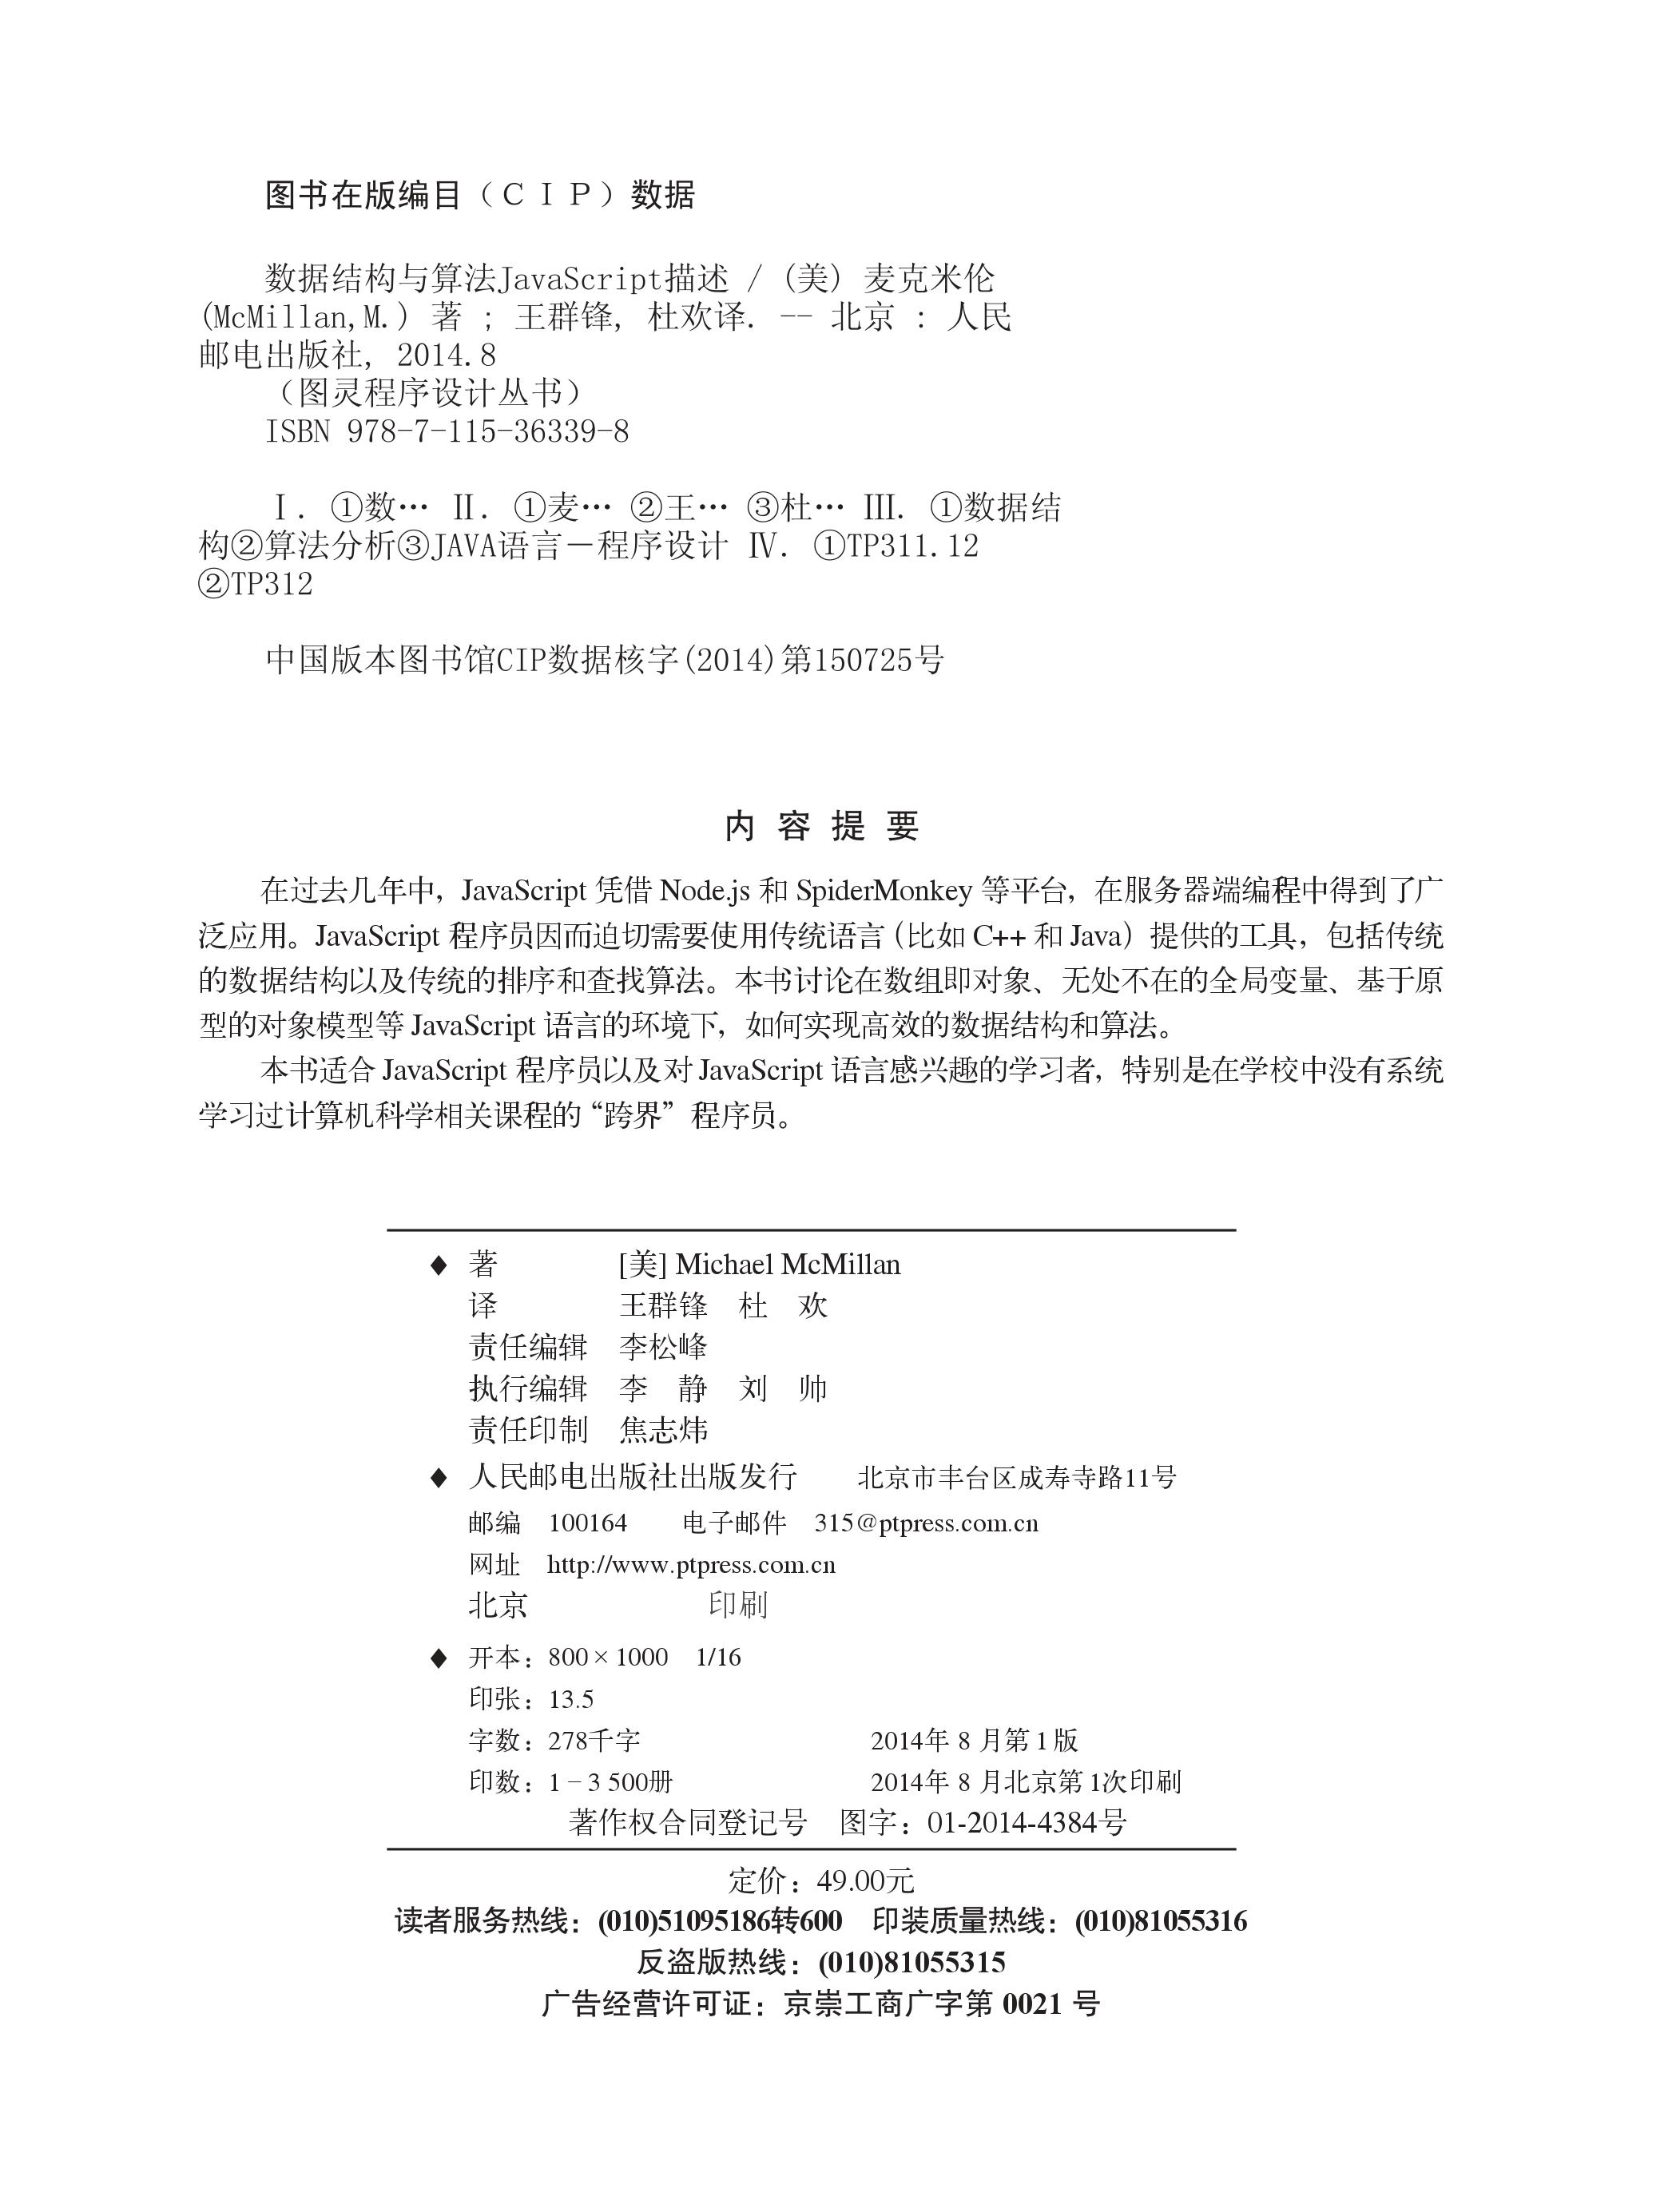 图书在版编目（ＣＩＰ）数据
数据结构与算法JavaScript描述 /（美）麦克米伦
(McMillan,M.) 著 ; 王群锋, 杜欢译. -- 北京 : 人民
邮电出版社, 2014.8
（图灵程序设计丛书）
ISBN 978-7-115-36339-8
Ⅰ. ①数… Ⅱ. ①麦… ②王… ③杜… Ⅲ. ①数据结
构②算法分析③JAVA语言－程序设计 Ⅳ. ①TP311.12
②TP312
中国版本图书馆CIP数据核字(2014)第150725号
内 容 提 要
在过去几年中，JavaScript 凭借 Node.js 和 SpiderMonkey 等平台，在服务器端编程中得到了广
泛应用。JavaScript 程序员因而迫切需要使用传统语言（比如 C++ 和 Java）提供的工具，包括传统
的数据结构以及传统的排序和查找算法。本书讨论在数组即对象、无处不在的全局变量、基于原
型的对象模型等 JavaScript 语言的环境下，如何实现高效的数据结构和算法。
本书适合 JavaScript 程序员以及对 JavaScript 语言感兴趣的学习者，特别是在学校中没有系统
学习过计算机科学相关课程的“跨界”程序员。
♦ 著 [美] Michael McMillan
译 王群锋 杜 欢
责任编辑 李松峰
执行编辑 李 静 刘 帅
责任印制 焦志炜
♦ 人民邮电出版社出版发行 北京市丰台区成寿寺路11号
邮编 100164 电子邮件 315@ptpress.com.cn
网址 http://www.ptpress.com.cn
北京 印刷
♦ 开本：800×1000 1/16
印张：13.5
字数：278千字 2014年 8 月第 1 版
印数：1－3 500册 2014年 8 月北京第 1次印刷
著作权合同登记号 图字：01-2014-4384号
定价：49.00元
读者服务热线：(010)51095186转600 印装质量热线：(010)81055316
反盗版热线：(010)81055315
广告经营许可证：京崇工商广字第 0021 号